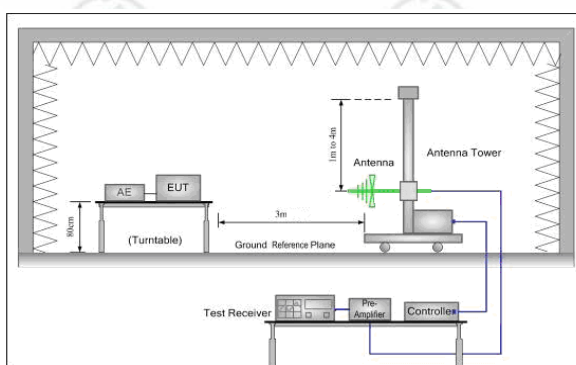 1m to 4m
Antenna
Antenna Tower
AE
EUT
80cm
(Turntable)
3m
Ground Reference Plane
Test Receiver
Pre-
Amplifier
Controller